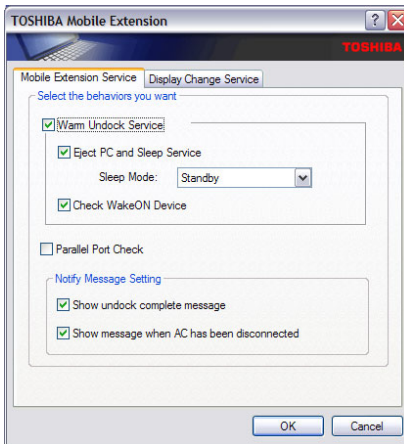 TOSHIBA Mobile Extension
TOSHIBA
Mobile Extension Service
Display Change Service
Select the behaviors you want
Warm Undock Service
Eject PC and Sleep Service
Sleep Mode: Standby
Check WakeON Device
Parallel Port Check
Notify Message Setting
Show undock complete message
Show message when AC has been disconnected
OK Cancel